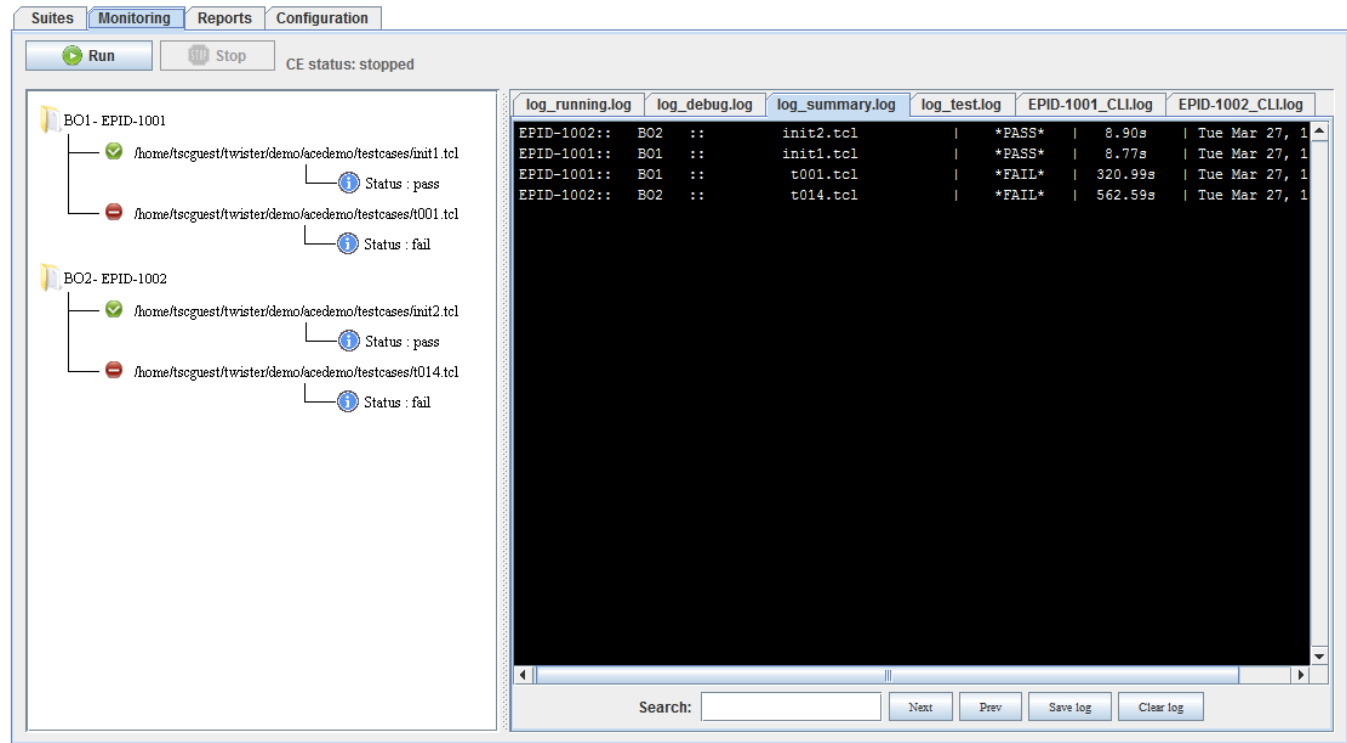 Suites Monitoring Reports Configuration
Run STOP Stop CE status: stopped
BO1- EPID-1001
/home/tscguest/twister/demo/acedemo/testcases/init1.tcl
Status : pass
/home/tscguest/twister/demo/acedemo/testcases/t001.tcl
Status : fail
BO2- EPID-1002
/home/tscguest/twister/demo/acedemo/testcases/init2.tcl
Status : pass
/home/tscguest/twister/demo/acedemo/testcases/t014.tcl
Status : fail
log_running.log log_debug.log log_summary.log log_test.log EPID-1001_CLI.log EPID-1002_CLI.log
EPID-1002:: BO2 :: init2.tcl | *PASS* | 8.90s | Tue Mar 27, 1
EPID-1001:: BO1 :: init1.tcl | *PASS* | 8.77s | Tue Mar 27, 1
EPID-1001:: BO1 :: t001.tcl | *FAIL* | 320.99s | Tue Mar 27, 1
EPID-1002:: BO2 :: t014.tcl | *FAIL* | 562.59s | Tue Mar 27, 1
Search: Next Prev Save log Clear log